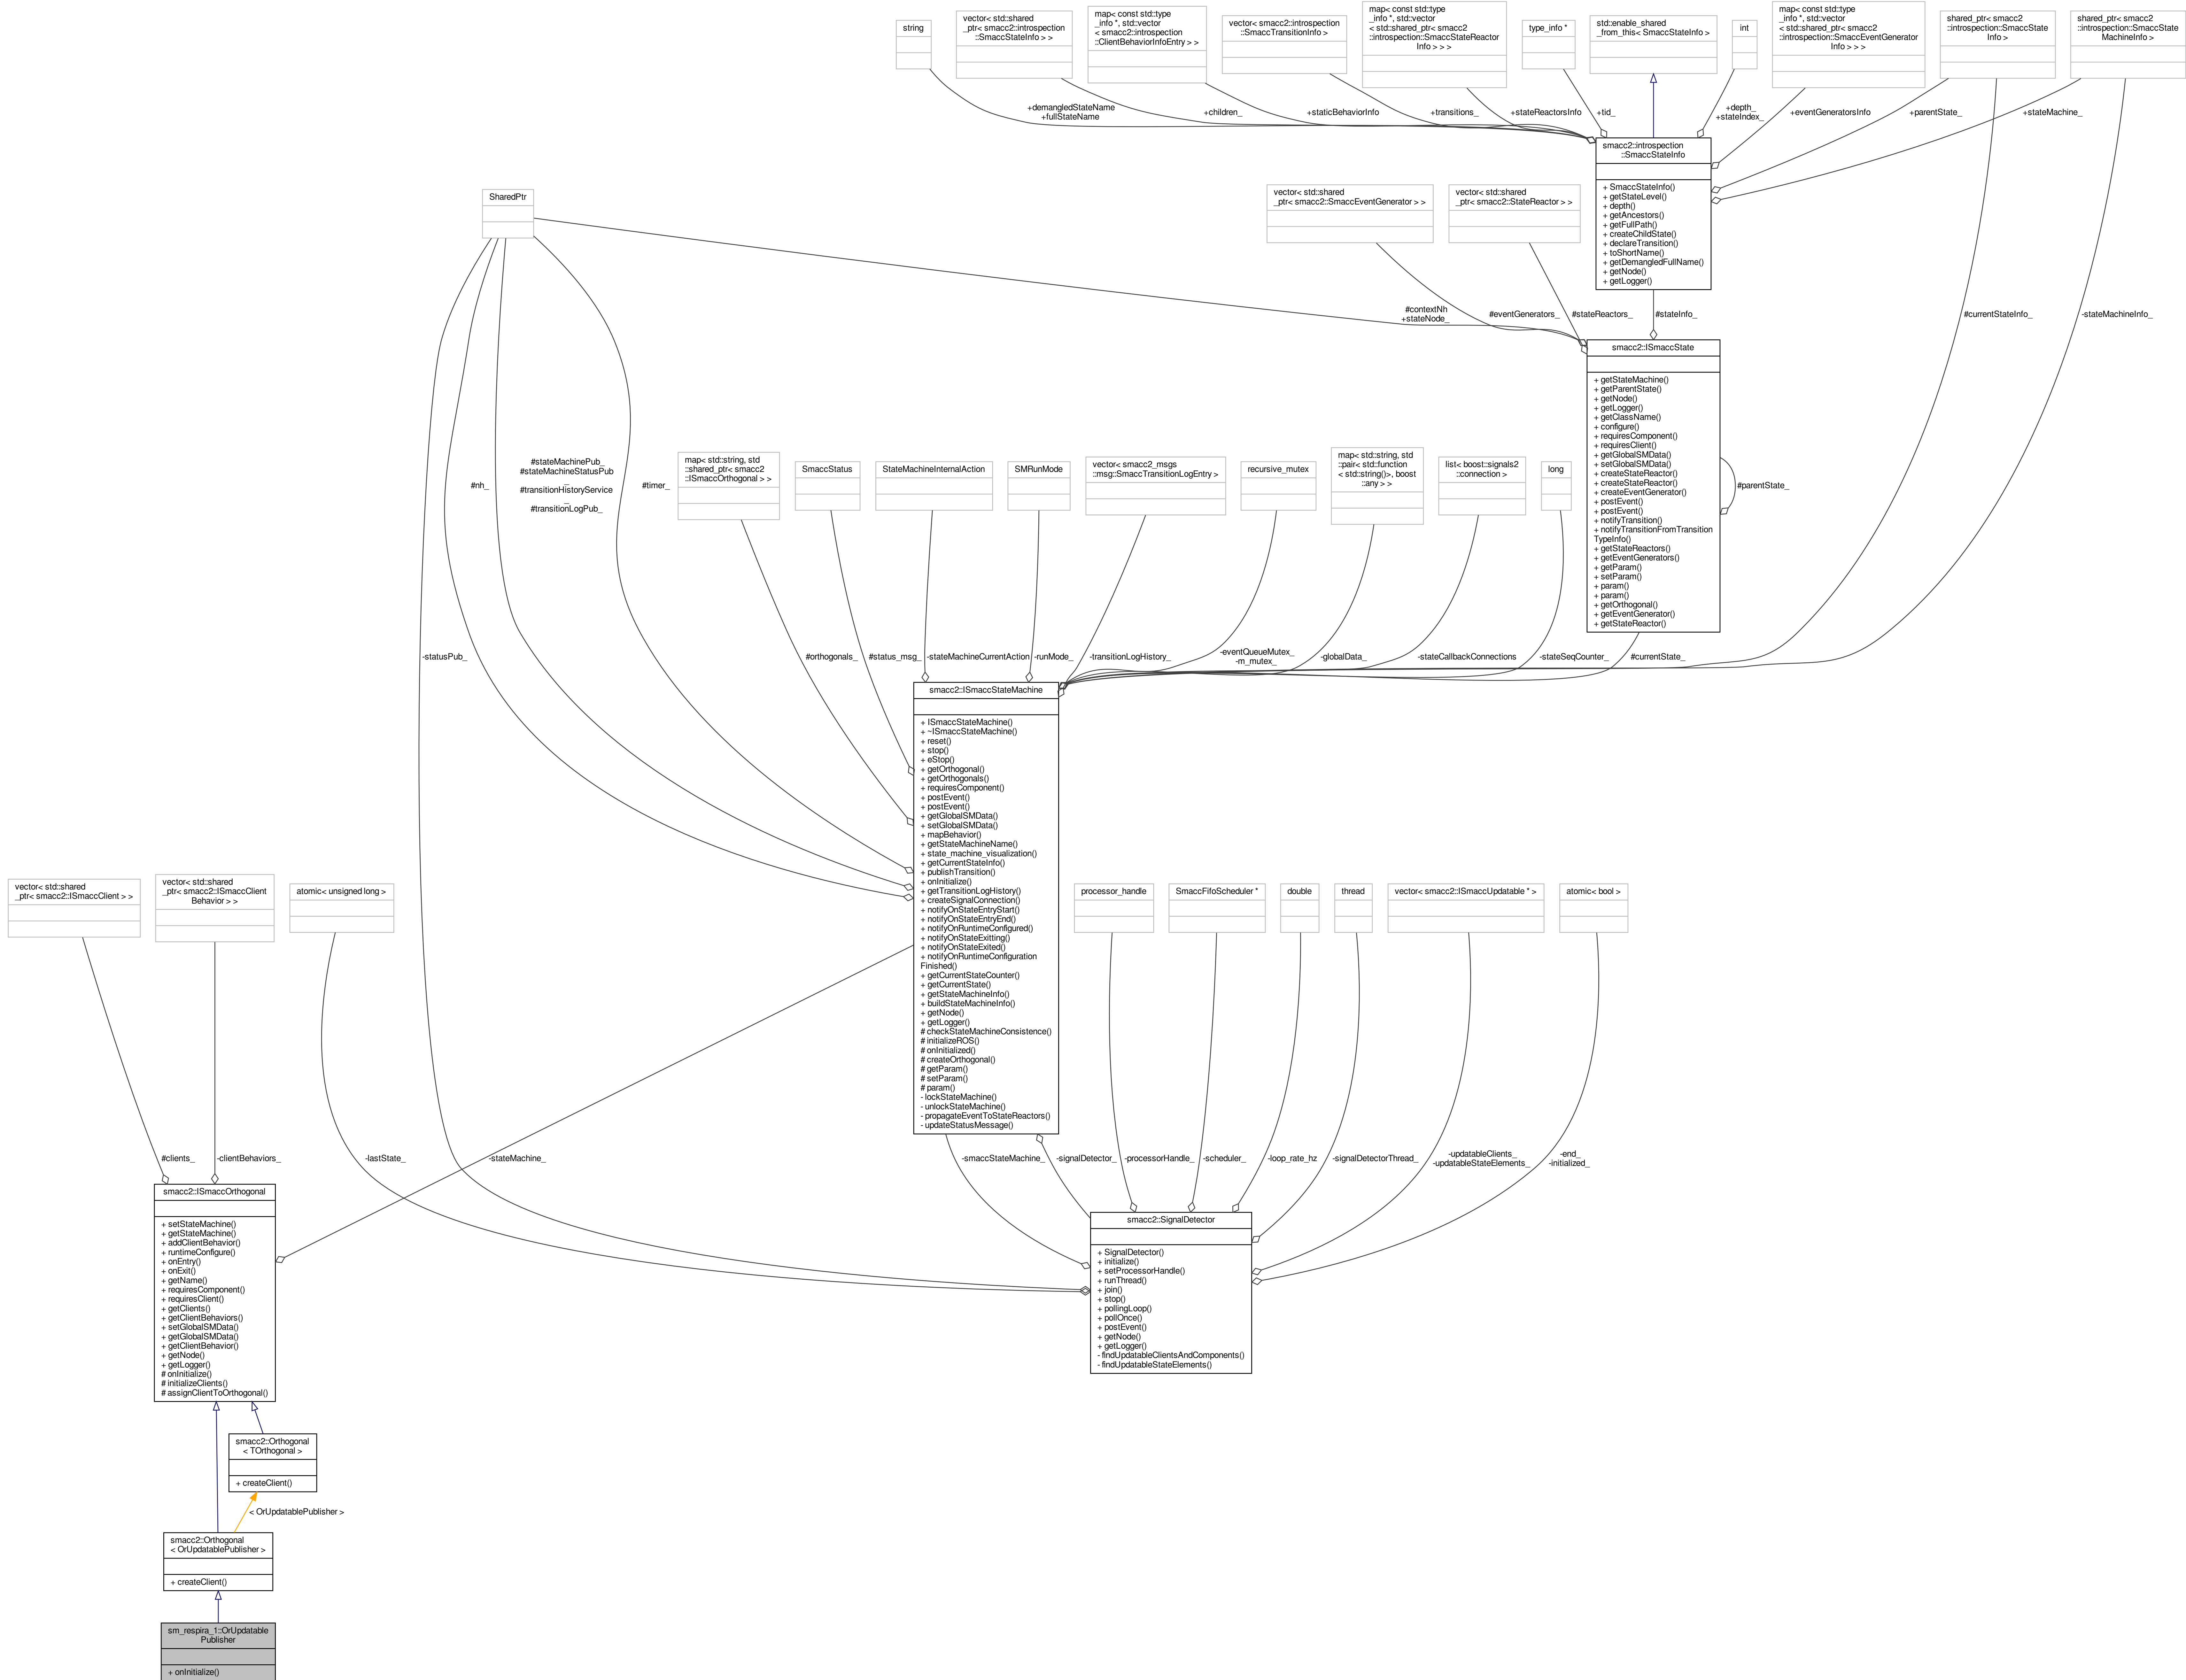 string
vector< std::shared
_ptr< smacc2::introspection
::SmaccStateInfo > >
map< const std::type
_info *, std::vector
< smacc2::introspection
::ClientBehaviorInfoEntry > >
vector< smacc2::introspection
::SmaccTransitionInfo >
map< const std::type
_info *, std::vector
< std::shared_ptr< smacc2
::introspection::SmaccStateReactor
Info > > >
type_info *
std::enable_shared
_from_this< SmaccStateInfo >
int
map< const std::type
_info *, std::vector
< std::shared_ptr< smacc2
::introspection::SmaccEventGenerator
Info > > >
shared_ptr< smacc2
::introspection::SmaccState
Info >
shared_ptr< smacc2
::introspection::SmaccState
MachineInfo >
+demangledStateName
+fullStateName
+children_
+staticBehaviorInfo
+transitions_
+stateReactorsInfo
+tid_
+depth_
+stateIndex_
+eventGeneratorsInfo
+parentState_
+stateMachine_
smacc2::introspection
::SmaccStateInfo
+ SmaccStateInfo()
+ getStateLevel()
+ depth()
+ getAncestors()
+ getFullPath()
+ createChildState()
+ declareTransition()
+ toShortName()
+ getDemangledFullName()
+ getNode()
+ getLogger()
SharedPtr
vector< std::shared
_ptr< smacc2::SmaccEventGenerator > >
vector< std::shared
_ptr< smacc2::StateReactor > >
#contextNh
+stateNode_
#eventGenerators_
#stateReactors_
#stateInfo_
#currentStateInfo_
-stateMachineInfo_
smacc2::ISmaccState
+ getStateMachine()
+ getParentState()
+ getNode()
+ getLogger()
+ getClassName()
+ configure()
+ requiresComponent()
+ requiresClient()
+ getGlobalSMData()
+ setGlobalSMData()
+ createStateReactor()
+ createStateReactor()
+ createEventGenerator()
+ postEvent()
+ postEvent()
+ notifyTransition()
+ notifyTransitionFromTransition
TypeInfo()
+ getStateReactors()
+ getEventGenerators()
+ getParam()
+ setParam()
+ param()
+ param()
+ getOrthogonal()
+ getEventGenerator()
+ getStateReactor()
#parentState_
#nh_
#stateMachinePub_
#stateMachineStatusPub
_
#transitionHistoryService
_
#transitionLogPub_
#timer_
map< std::string, std
::shared_ptr< smacc2
::ISmaccOrthogonal > >
SmaccStatus
StateMachineInternalAction
SMRunMode
vector< smacc2_msgs
::msg::SmaccTransitionLogEntry >
recursive_mutex
map< std::string, std
::pair< std::function
< std::string()>, boost
::any > >
list< boost::signals2
::connection >
long
-statusPub_
#orthogonals_
#status_msg_
-stateMachineCurrentAction
-runMode_
-transitionLogHistory_
-eventQueueMutex_
-m_mutex_
-globalData_
-stateCallbackConnections
-stateSeqCounter_
#currentState_
smacc2::ISmaccStateMachine
+ ISmaccStateMachine()
+ ~ISmaccStateMachine()
+ reset()
+ stop()
+ eStop()
+ getOrthogonal()
+ getOrthogonals()
+ requiresComponent()
+ postEvent()
+ postEvent()
+ getGlobalSMData()
+ setGlobalSMData()
+ mapBehavior()
+ getStateMachineName()
+ state_machine_visualization()
+ getCurrentStateInfo()
+ publishTransition()
+ onInitialize()
+ getTransitionLogHistory()
+ createSignalConnection()
+ notifyOnStateEntryStart()
+ notifyOnStateEntryEnd()
+ notifyOnRuntimeConfigured()
+ notifyOnStateExitting()
+ notifyOnStateExited()
+ notifyOnRuntimeConfiguration
Finished()
+ getCurrentStateCounter()
+ getCurrentState()
+ getStateMachineInfo()
+ buildStateMachineInfo()
+ getNode()
+ getLogger()
# checkStateMachineConsistence()
# initializeROS()
# onInitialized()
# createOrthogonal()
# getParam()
# setParam()
# param()
- lockStateMachine()
- unlockStateMachine()
- propagateEventToStateReactors()
- updateStatusMessage()
vector< std::shared
_ptr< smacc2::ISmaccClient > >
vector< std::shared
_ptr< smacc2::ISmaccClient
Behavior > >
atomic< unsigned long >
processor_handle
SmaccFifoScheduler *
double
thread
vector< smacc2::ISmaccUpdatable * >
atomic< bool >
#clients_
-clientBehaviors_
-lastState_
-stateMachine_
-smaccStateMachine_
-signalDetector_
-processorHandle_
-scheduler_
-loop_rate_hz
-signalDetectorThread_
-updatableClients_
-updatableStateElements_
-end_
-initialized_
smacc2::ISmaccOrthogonal
+ setStateMachine()
+ getStateMachine()
+ addClientBehavior()
+ runtimeConfigure()
+ onEntry()
+ onExit()
+ getName()
+ requiresComponent()
+ requiresClient()
+ getClients()
+ getClientBehaviors()
+ setGlobalSMData()
+ getGlobalSMData()
+ getClientBehavior()
+ getNode()
+ getLogger()
# onInitialize()
# initializeClients()
# assignClientToOrthogonal()
smacc2::SignalDetector
+ SignalDetector()
+ initialize()
+ setProcessorHandle()
+ runThread()
+ join()
+ stop()
+ pollingLoop()
+ pollOnce()
+ postEvent()
+ getNode()
+ getLogger()
- findUpdatableClientsAndComponents()
- findUpdatableStateElements()
smacc2::Orthogonal
< TOrthogonal >
+ createClient()
< OrUpdatablePublisher >
smacc2::Orthogonal
< OrUpdatablePublisher >
+ createClient()
sm_respira_1::OrUpdatable
Publisher
+ onInitialize()